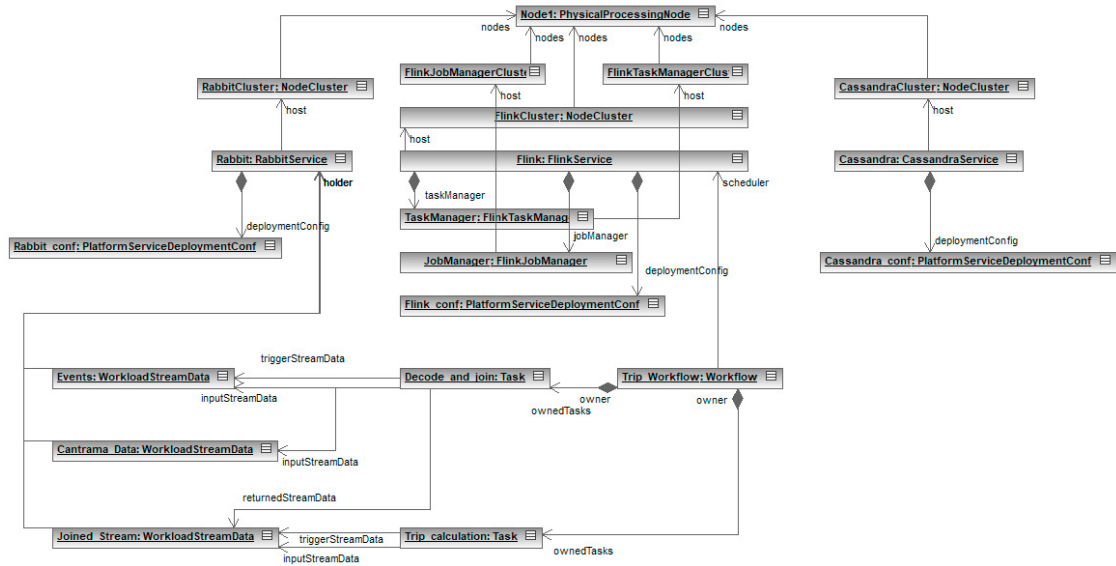 Node1: PhysicalProcessingNode
nodes
nodes
nodes
nodes
nodes
RabbitCluster: NodeCluster
FlinkJobManagerCluste
FlinkTaskManagerClus
CassandraCluster: NodeCluster
host
host
host
host
FlinkCluster: NodeCluster
host
Rabbit: RabbitService
Flink: FlinkService
Cassandra: CassandraService
holder
scheduler
taskManager
TaskManager: FlinkTaskManage
deploymentConfig
jobManager
deploymentConfig
Rabbit_conf: PlatformServiceDeploymentConf
JobManager: FlinkJobManager
Cassandra_conf: PlatformServiceDeploymentConf
deploymentConfig
Flink_conf: PlatformServiceDeploymentConf
triggerStreamData
Events: WorkloadStreamData
Decode_and_join: Task
Trip_Workflow: Workflow
inputStreamData
owner
owner
ownedTasks
Cantrama_Data: WorkloadStreamData
inputStreamData
returnedStreamData
Joined_Stream: WorkloadStreamData
triggerStreamData
Trip_calculation: Task
inputStreamData
ownedTasks